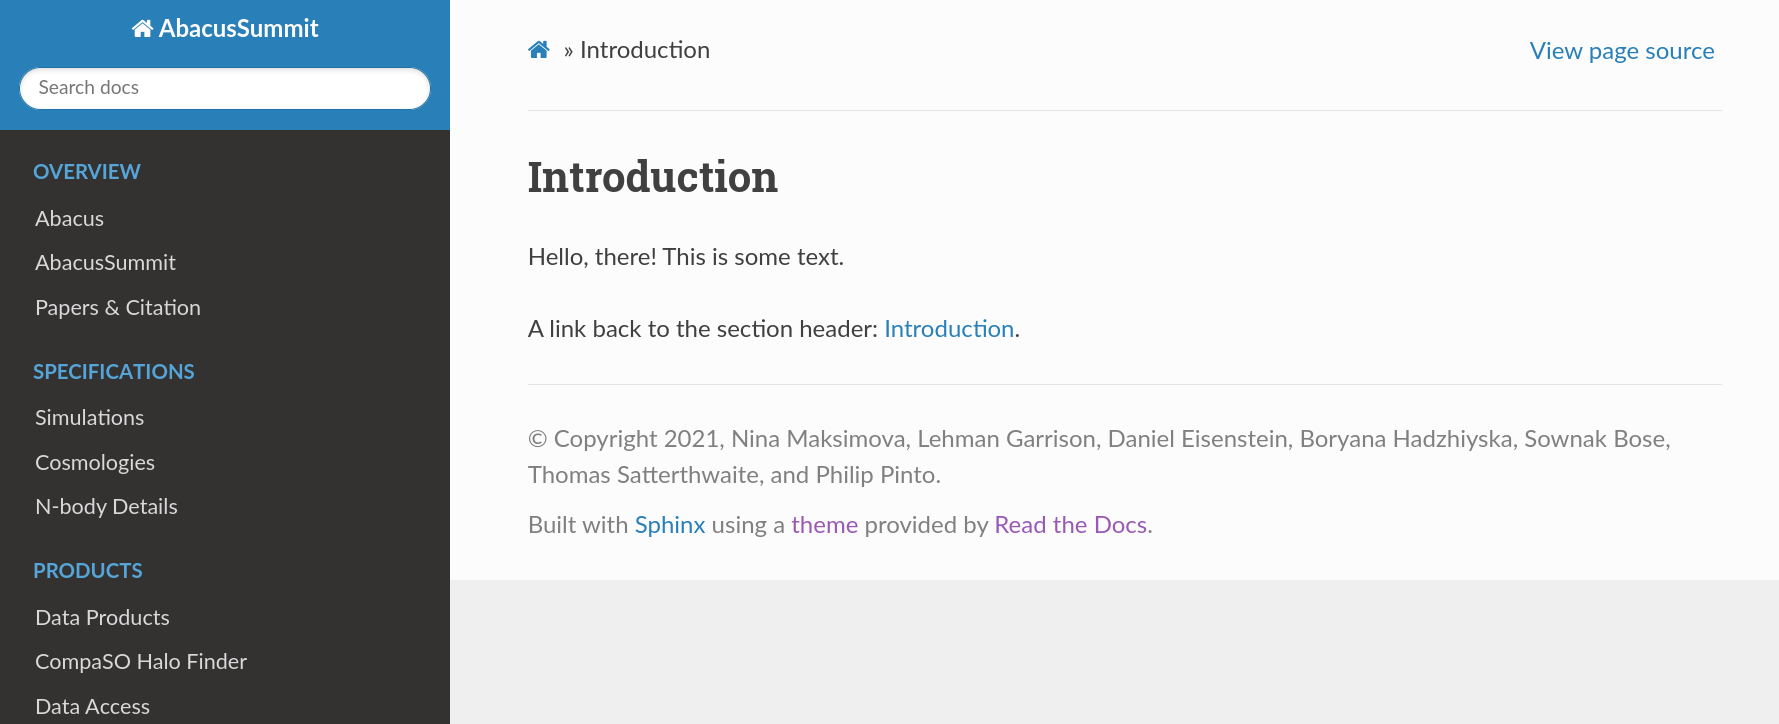 AbacusSummit
Search docs
OVERVIEW
Abacus
AbacusSummit
Papers & Citation
SPECIFICATIONS
Simulations
Cosmologies
N-body Details
PRODUCTS
Data Products
CompaSO Halo Finder
Data Access
» Introduction
View page source
Introduction
Hello, there! This is some text.
A link back to the section header: Introduction.
© Copyright 2021, Nina Maksimova, Lehman Garrison, Daniel Eisenstein, Boryana Hadzhiyska, Sownak Bose,
Thomas Satterthwaite, and Philip Pinto.
Built with Sphinx using a theme provided by Read the Docs.